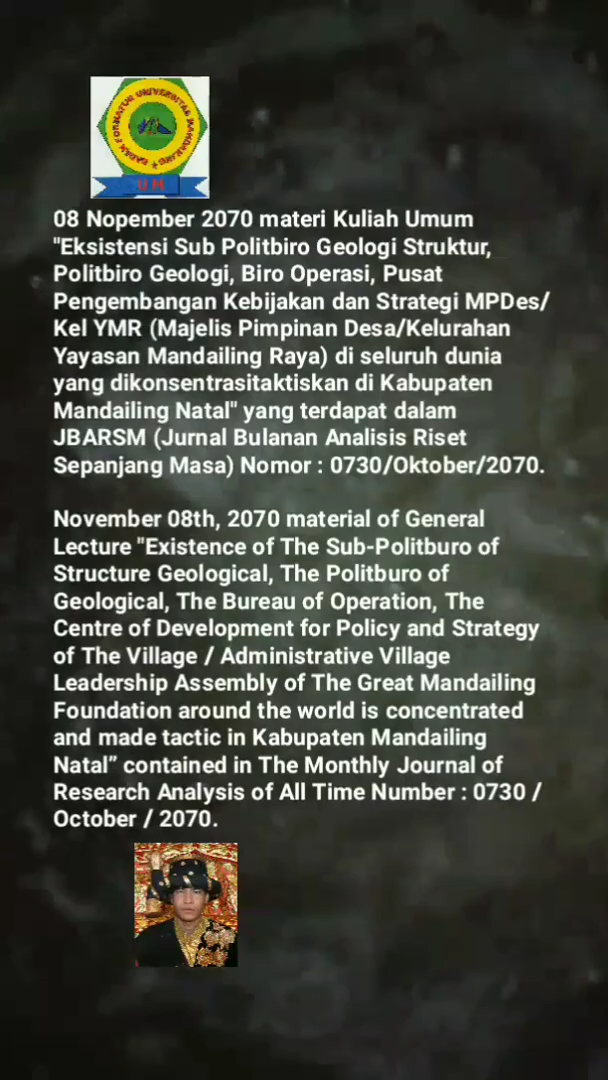 BADAN FORMATUR UNIVERSITAS MANDAILING
U M
08 Nopember 2070 materi Kuliah Umum
"Eksistensi Sub Politbiro Geologi Struktur,
Politbiro Geologi, Biro Operasi, Pusat
Pengembangan Kebijakan dan Strategi MPDes/
Kel YMR (Majelis Pimpinan Desa/Kelurahan
Yayasan Mandailing Raya) di seluruh dunia
yang dikonsentrasitaktiskan di Kabupaten
Mandailing Natal" yang terdapat dalam
JBARSM (Jurnal Bulanan Analisis Riset
Sepanjang Masa) Nomor : 0730/Oktober/2070.
November 08th, 2070 material of General
Lecture "Existence of The Sub-Politburo of
Structure Geological, The Politburo of
Geological, The Bureau of Operation, The
Centre of Development for Policy and Strategy
of The Village / Administrative Village
Leadership Assembly of The Great Mandailing
Foundation around the world is concentrated
and made tactic in Kabupaten Mandailing
Natal” contained in The Monthly Journal of
Research Analysis of All Time Number : 0730 /
October / 2070.